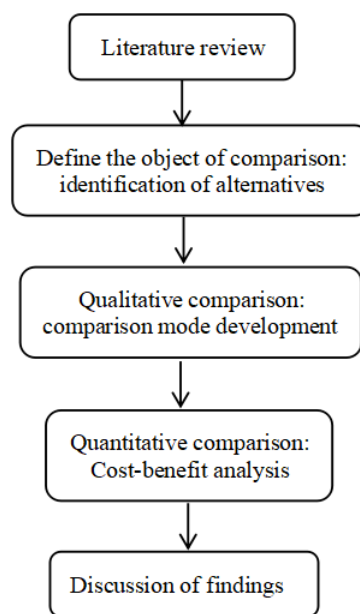 Literature review
Define the object of comparison:
identification of alternatives
Qualitative comparison:
comparison mode development
Quantitative comparison:
Cost-benefit analysis
Discussion of findings